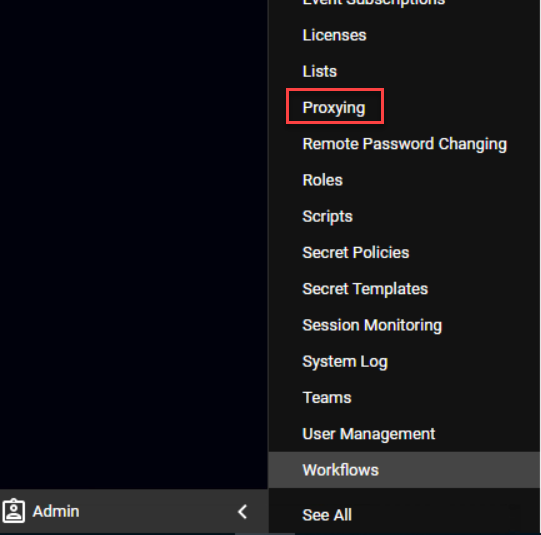 Event Subscriptions
Licenses
Lists
Proxying
Remote Password Changing
Roles
Scripts
Secret Policies
Secret Templates
Session Monitoring
System Log
Teams
User Management
Workflows
Admin
See All